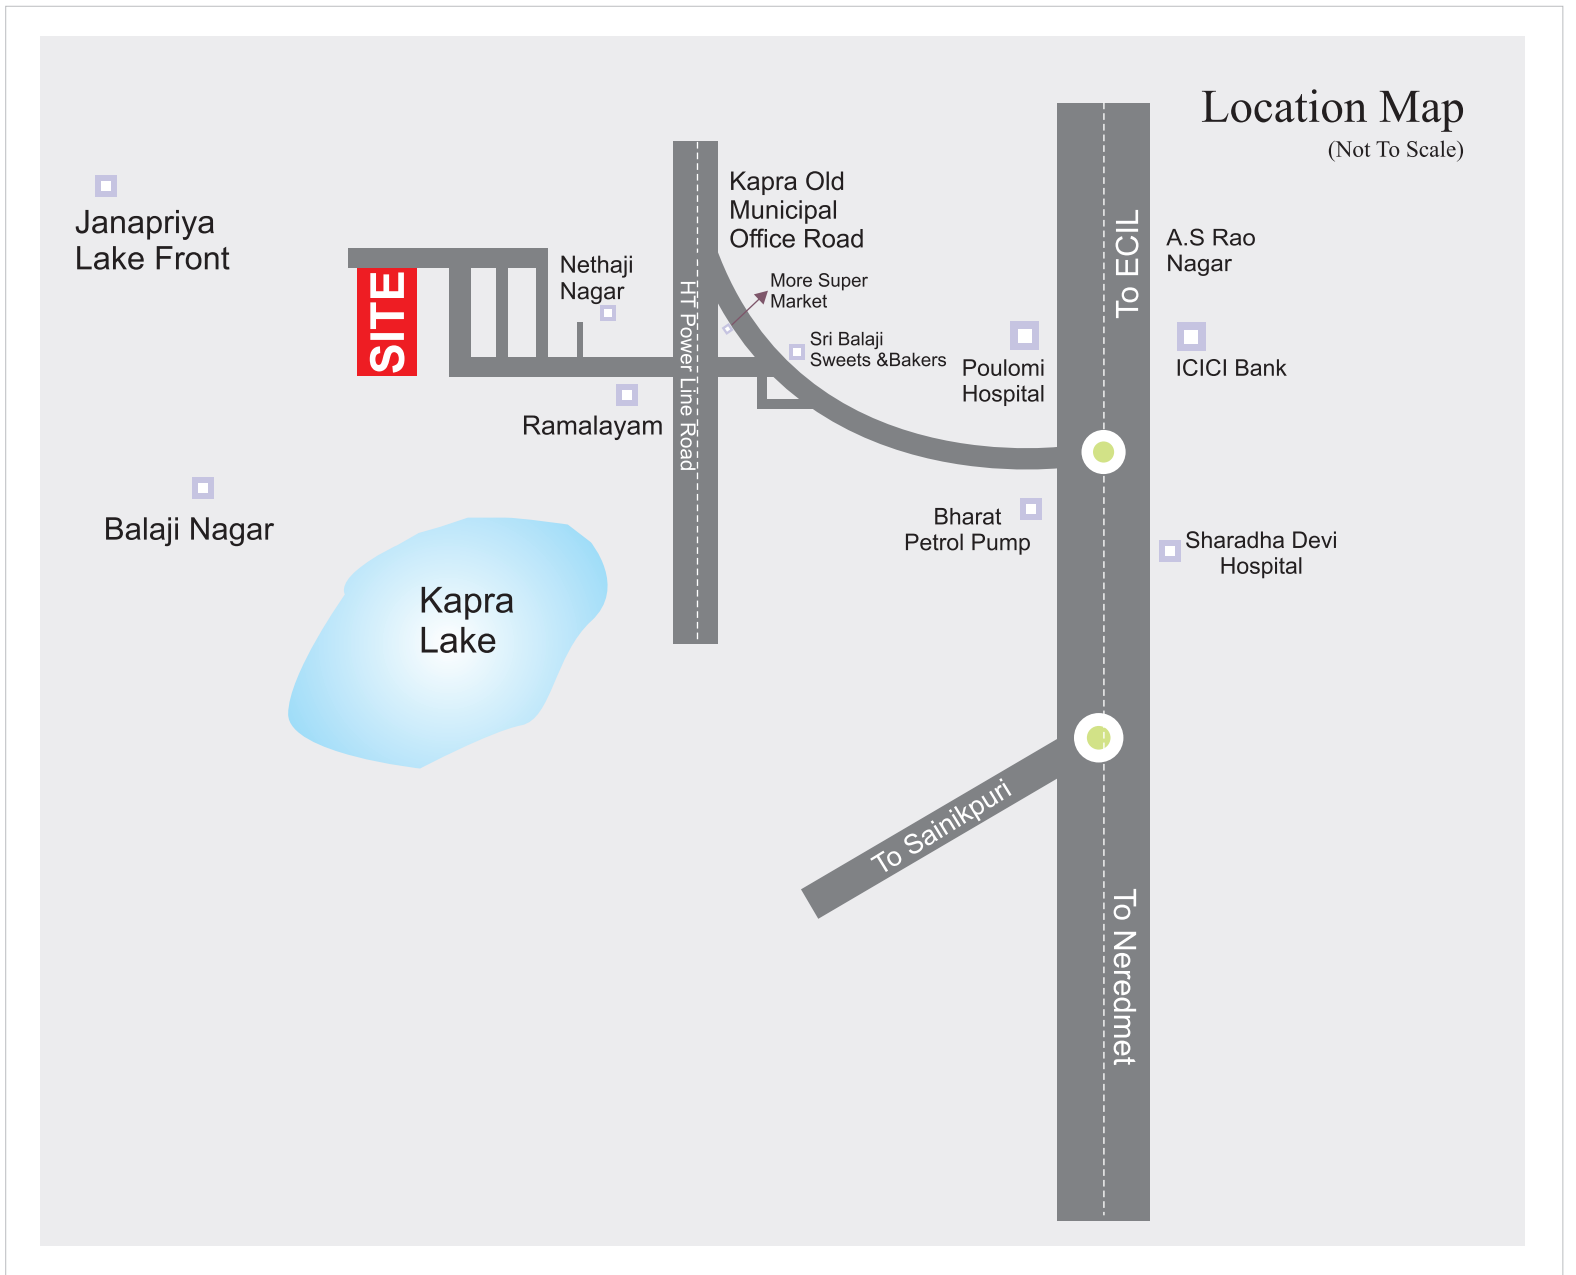 Location Map
(Not To Scale)
Janapriya
Lake Front
SITE
Nethaji
Nagar
Kapra Old
Municipal
Office Road
HT Power Line Road
More Super
Market
Sri Balaji
Sweets &Bakers
Poulomi
Hospital
To ECIL
A.S Rao
Nagar
ICICI Bank
Ramalayam
Balaji Nagar
Kapra
Lake
Bharat
Petrol Pump
Sharadha Devi
Hospital
To Sainikpuri
To Neredmet